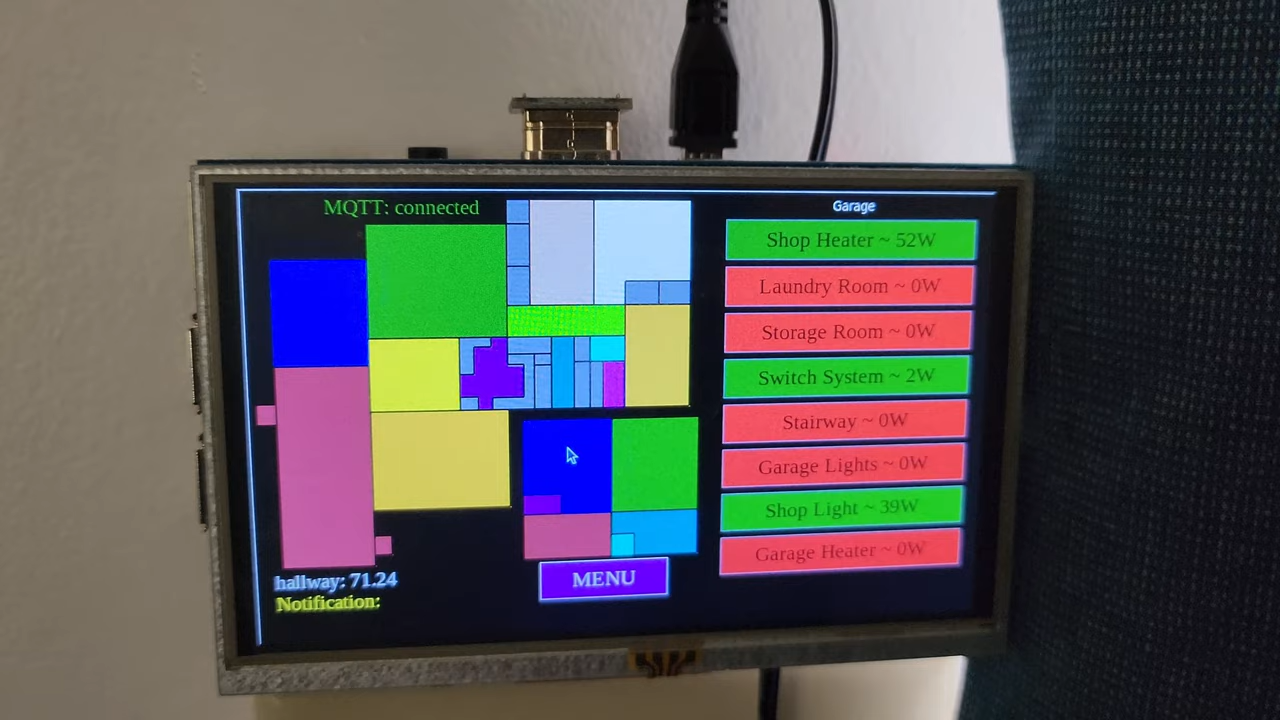 MQTT: connected
Garage
Shop Heater ~ 52W
Laundry Room ~ 0W
Storage Room ~ 0W
Switch System ~ 2W
Stairway ~ 0W
Garage Lights ~ 0W
Shop Light ~ 39W
Garage Heater ~ 0W
hallway: 71.24
Notification:
MENU